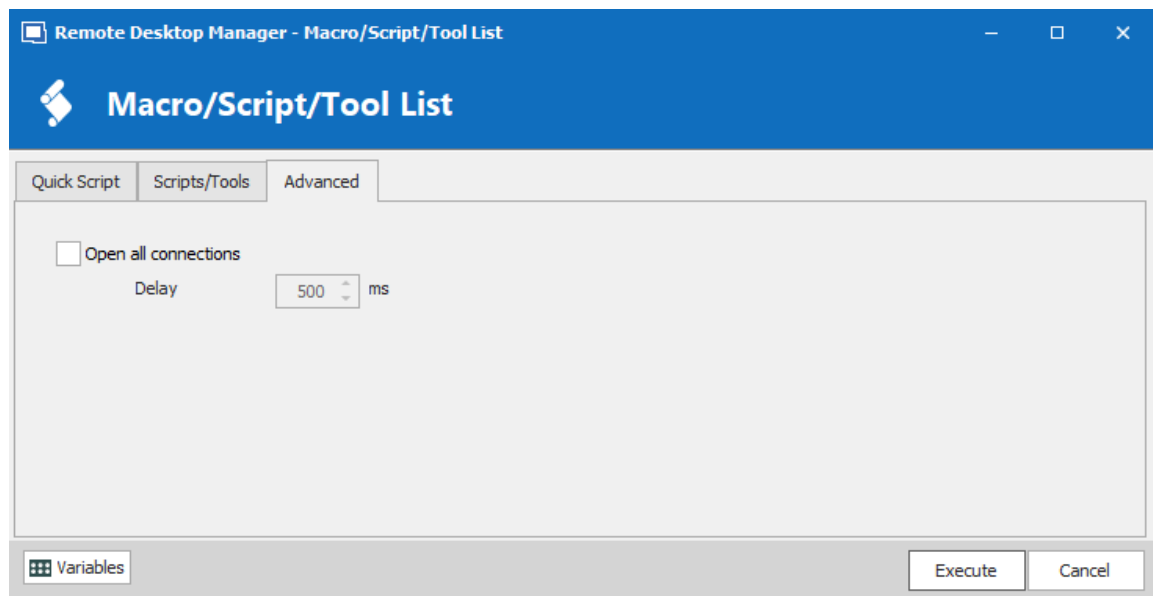 Remote Desktop Manager - Macro/Script/Tool List
Macro/Script/Tool List
Quick Script Scripts/Tools Advanced
Open all connections
Delay 500 ms
Variables Execute Cancel